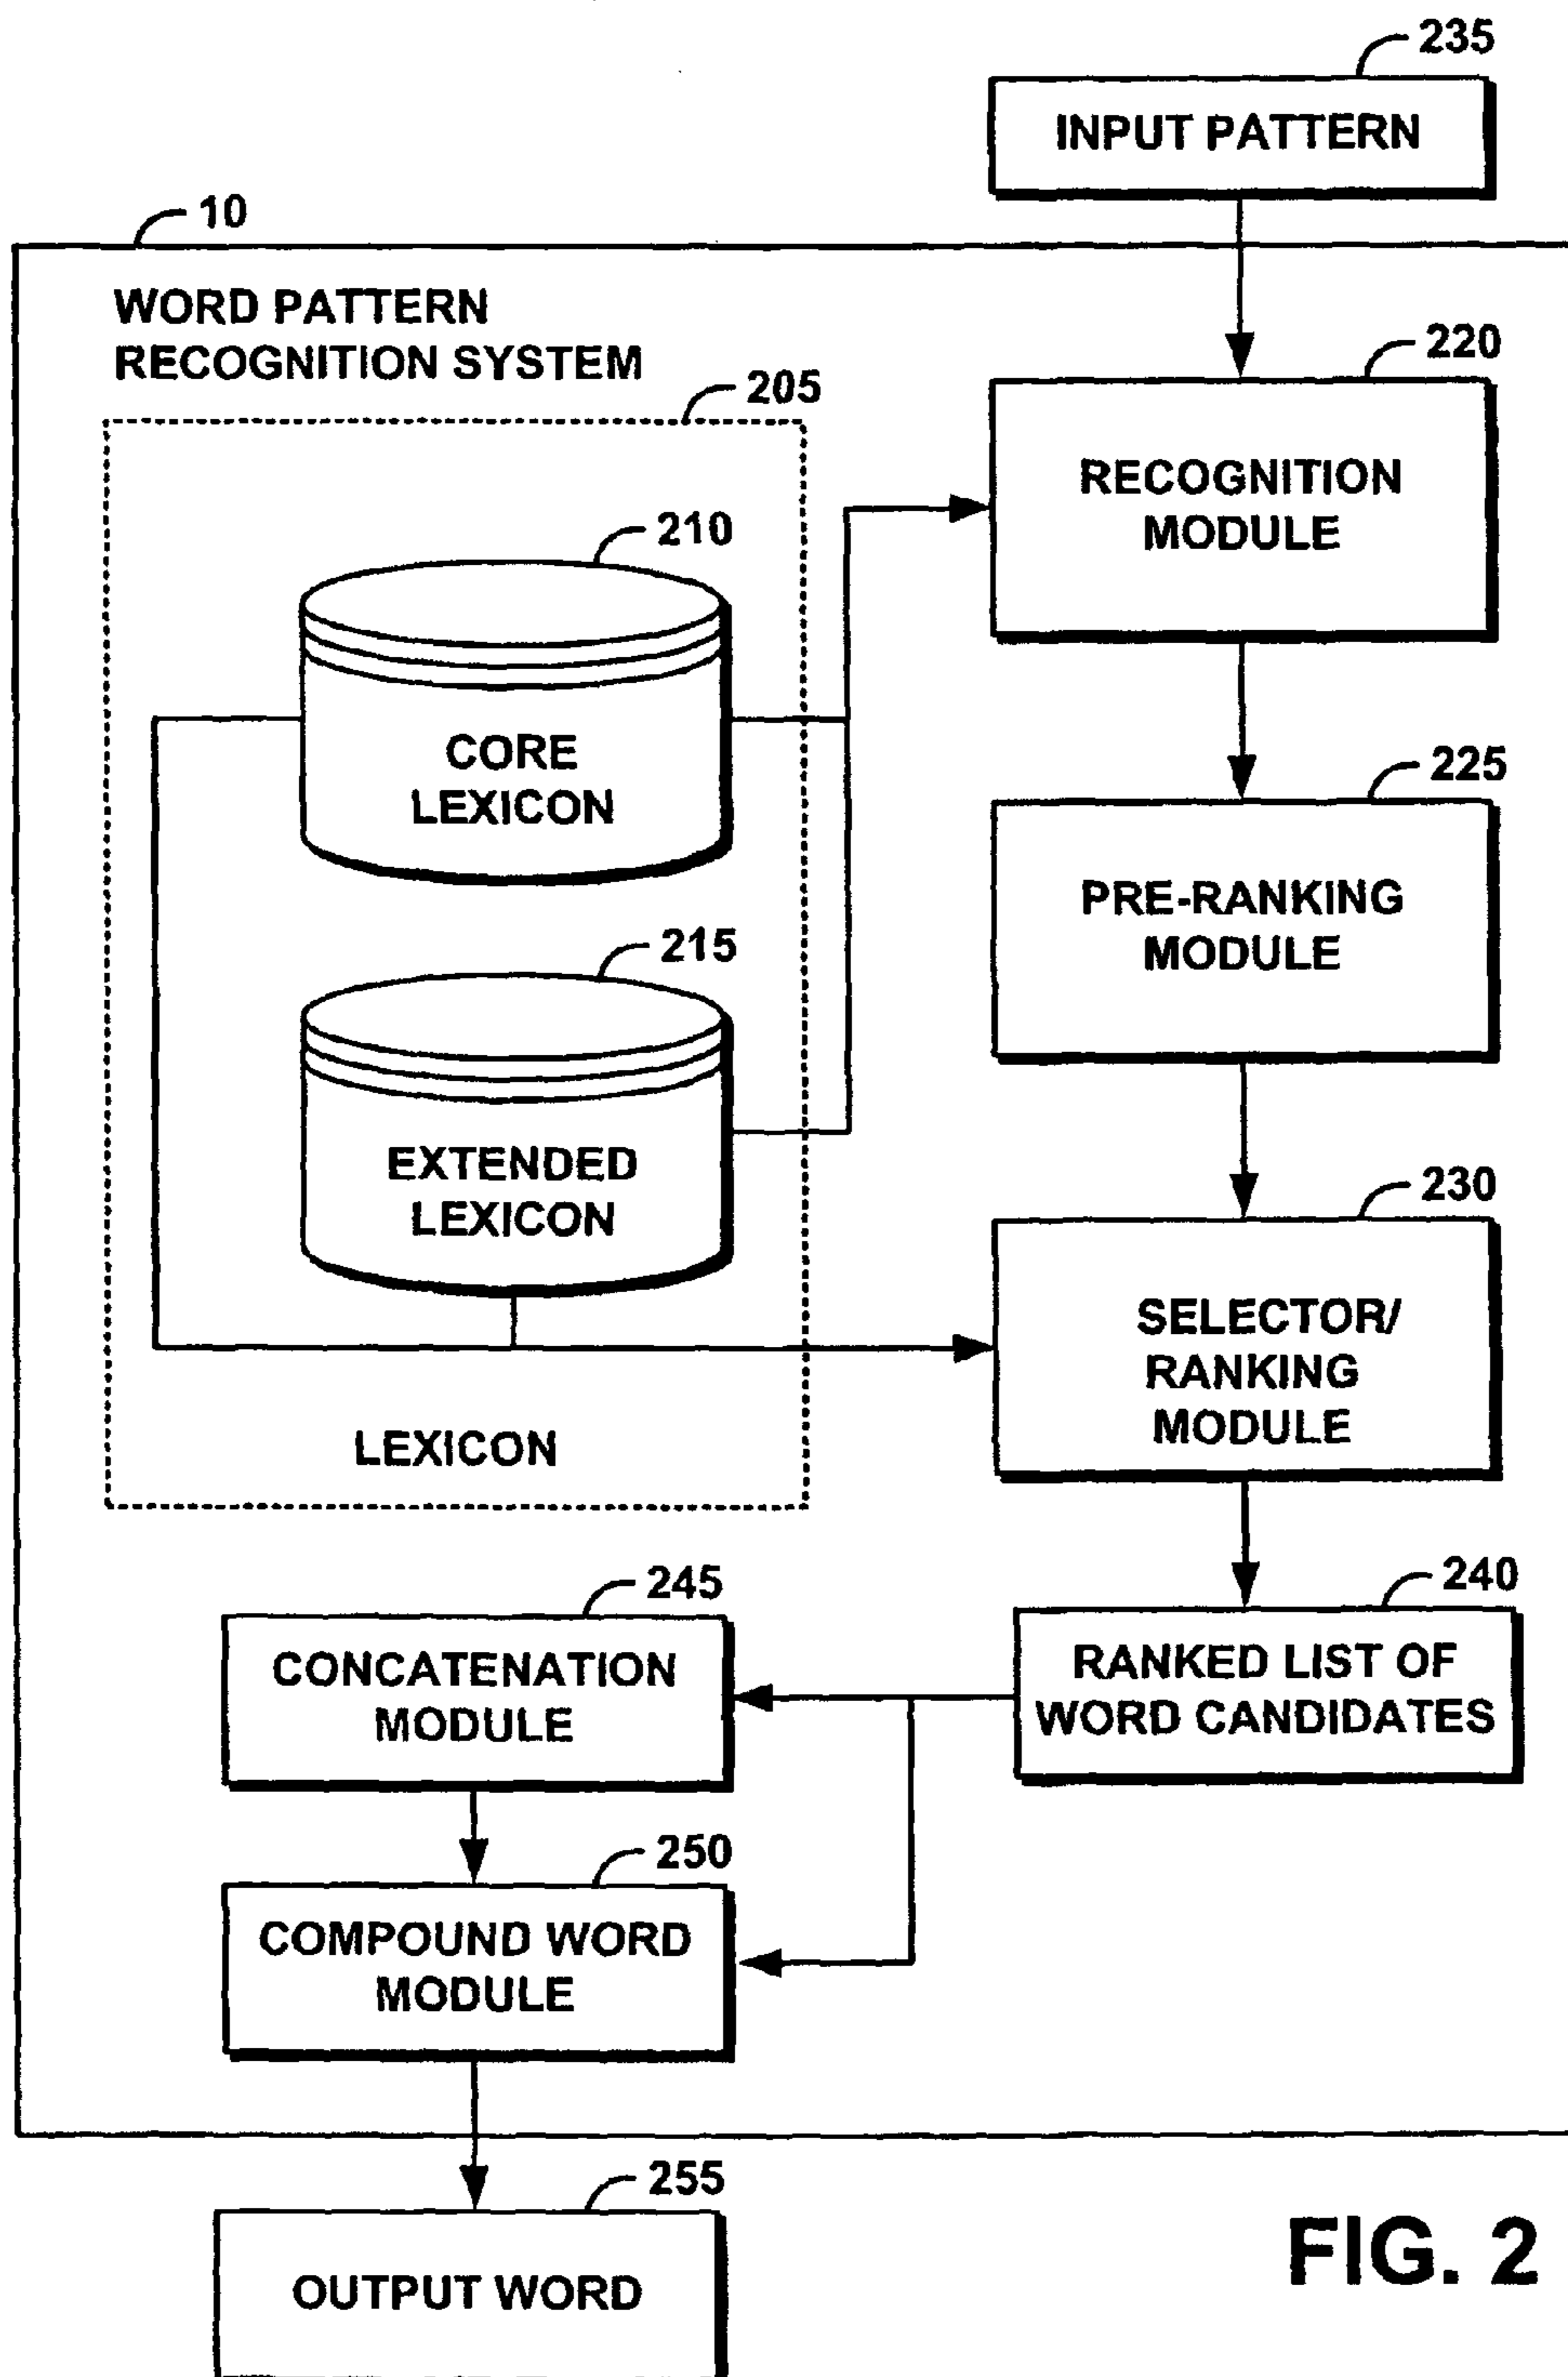 235
INPUT PATTERN
10
WORD PATTERN
RECOGNITION SYSTEM
220
205
RECOGNITION
MODULE
210
CORE
LEXICON
225
PRE-RANKING
MODULE
215
EXTENDED
LEXICON
230
SELECTOR/
RANKING
MODULE
LEXICON
240
RANKED LIST OF
WORD CANDIDATES
245
CONCATENATION
MODULE
250
COMPOUND WORD
MODULE
255
OUTPUT WORD
FIG. 2